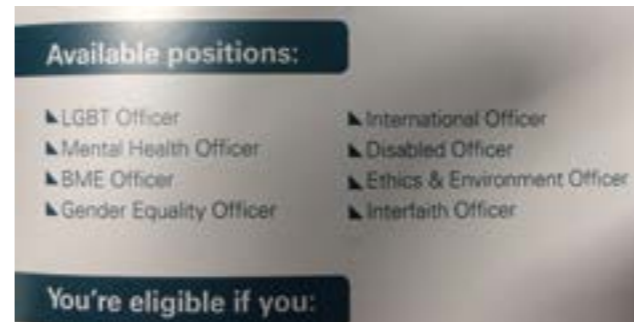 Available positions:
LGBT Officer
Mental Health Officer
BME Officer
Gender Equality Officer
International Officer
Disabled Officer
Ethics & Environment Officer
Interfaith Officer
You're eligible if you: